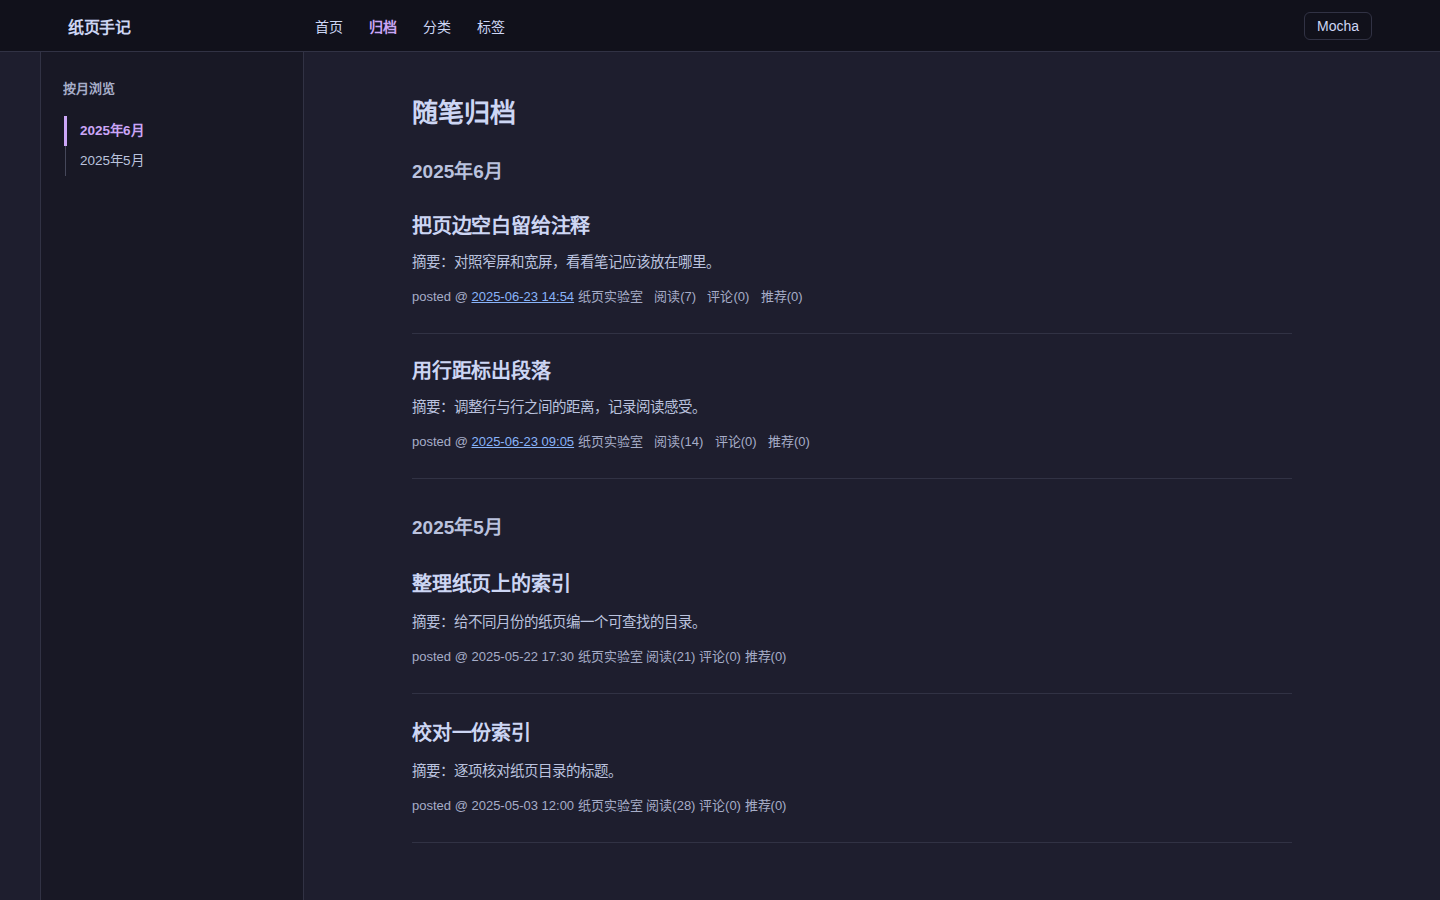 纸页手记 首页 归档 分类 标签 Mocha
按月浏览
2025年6月
2025年5月
随笔归档
2025年6月
把页边空白留给注释
摘要：对照窄屏和宽屏，看看笔记应该放在哪里。
posted @ 2025-06-23 14:54 纸页实验室 阅读(7) 评论(0) 推荐(0)
用行距标出段落
摘要：调整行与行之间的距离，记录阅读感受。
posted @ 2025-06-23 09:05 纸页实验室 阅读(14) 评论(0) 推荐(0)
2025年5月
整理纸页上的索引
摘要：给不同月份的纸页编一个可查找的目录。
posted @ 2025-05-22 17:30 纸页实验室 阅读(21) 评论(0) 推荐(0)
校对一份索引
摘要：逐项核对纸页目录的标题。
posted @ 2025-05-03 12:00 纸页实验室 阅读(28) 评论(0) 推荐(0)